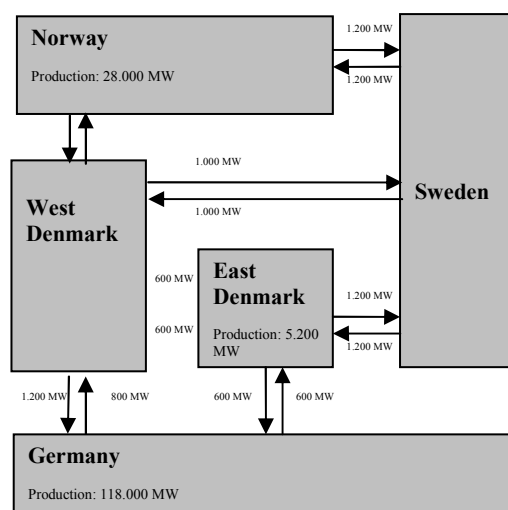 Norway
Production: 28.000 MW
1.200 MW
1.200 MW
1.000 MW
1.000 MW
West
Denmark
Sweden
600 MW
600 MW
East
Denmark
Production: 5.200
MW
1.200 MW
1.200 MW
1.200 MW
800 MW
600 MW
600 MW
Germany
Production: 118.000 MW